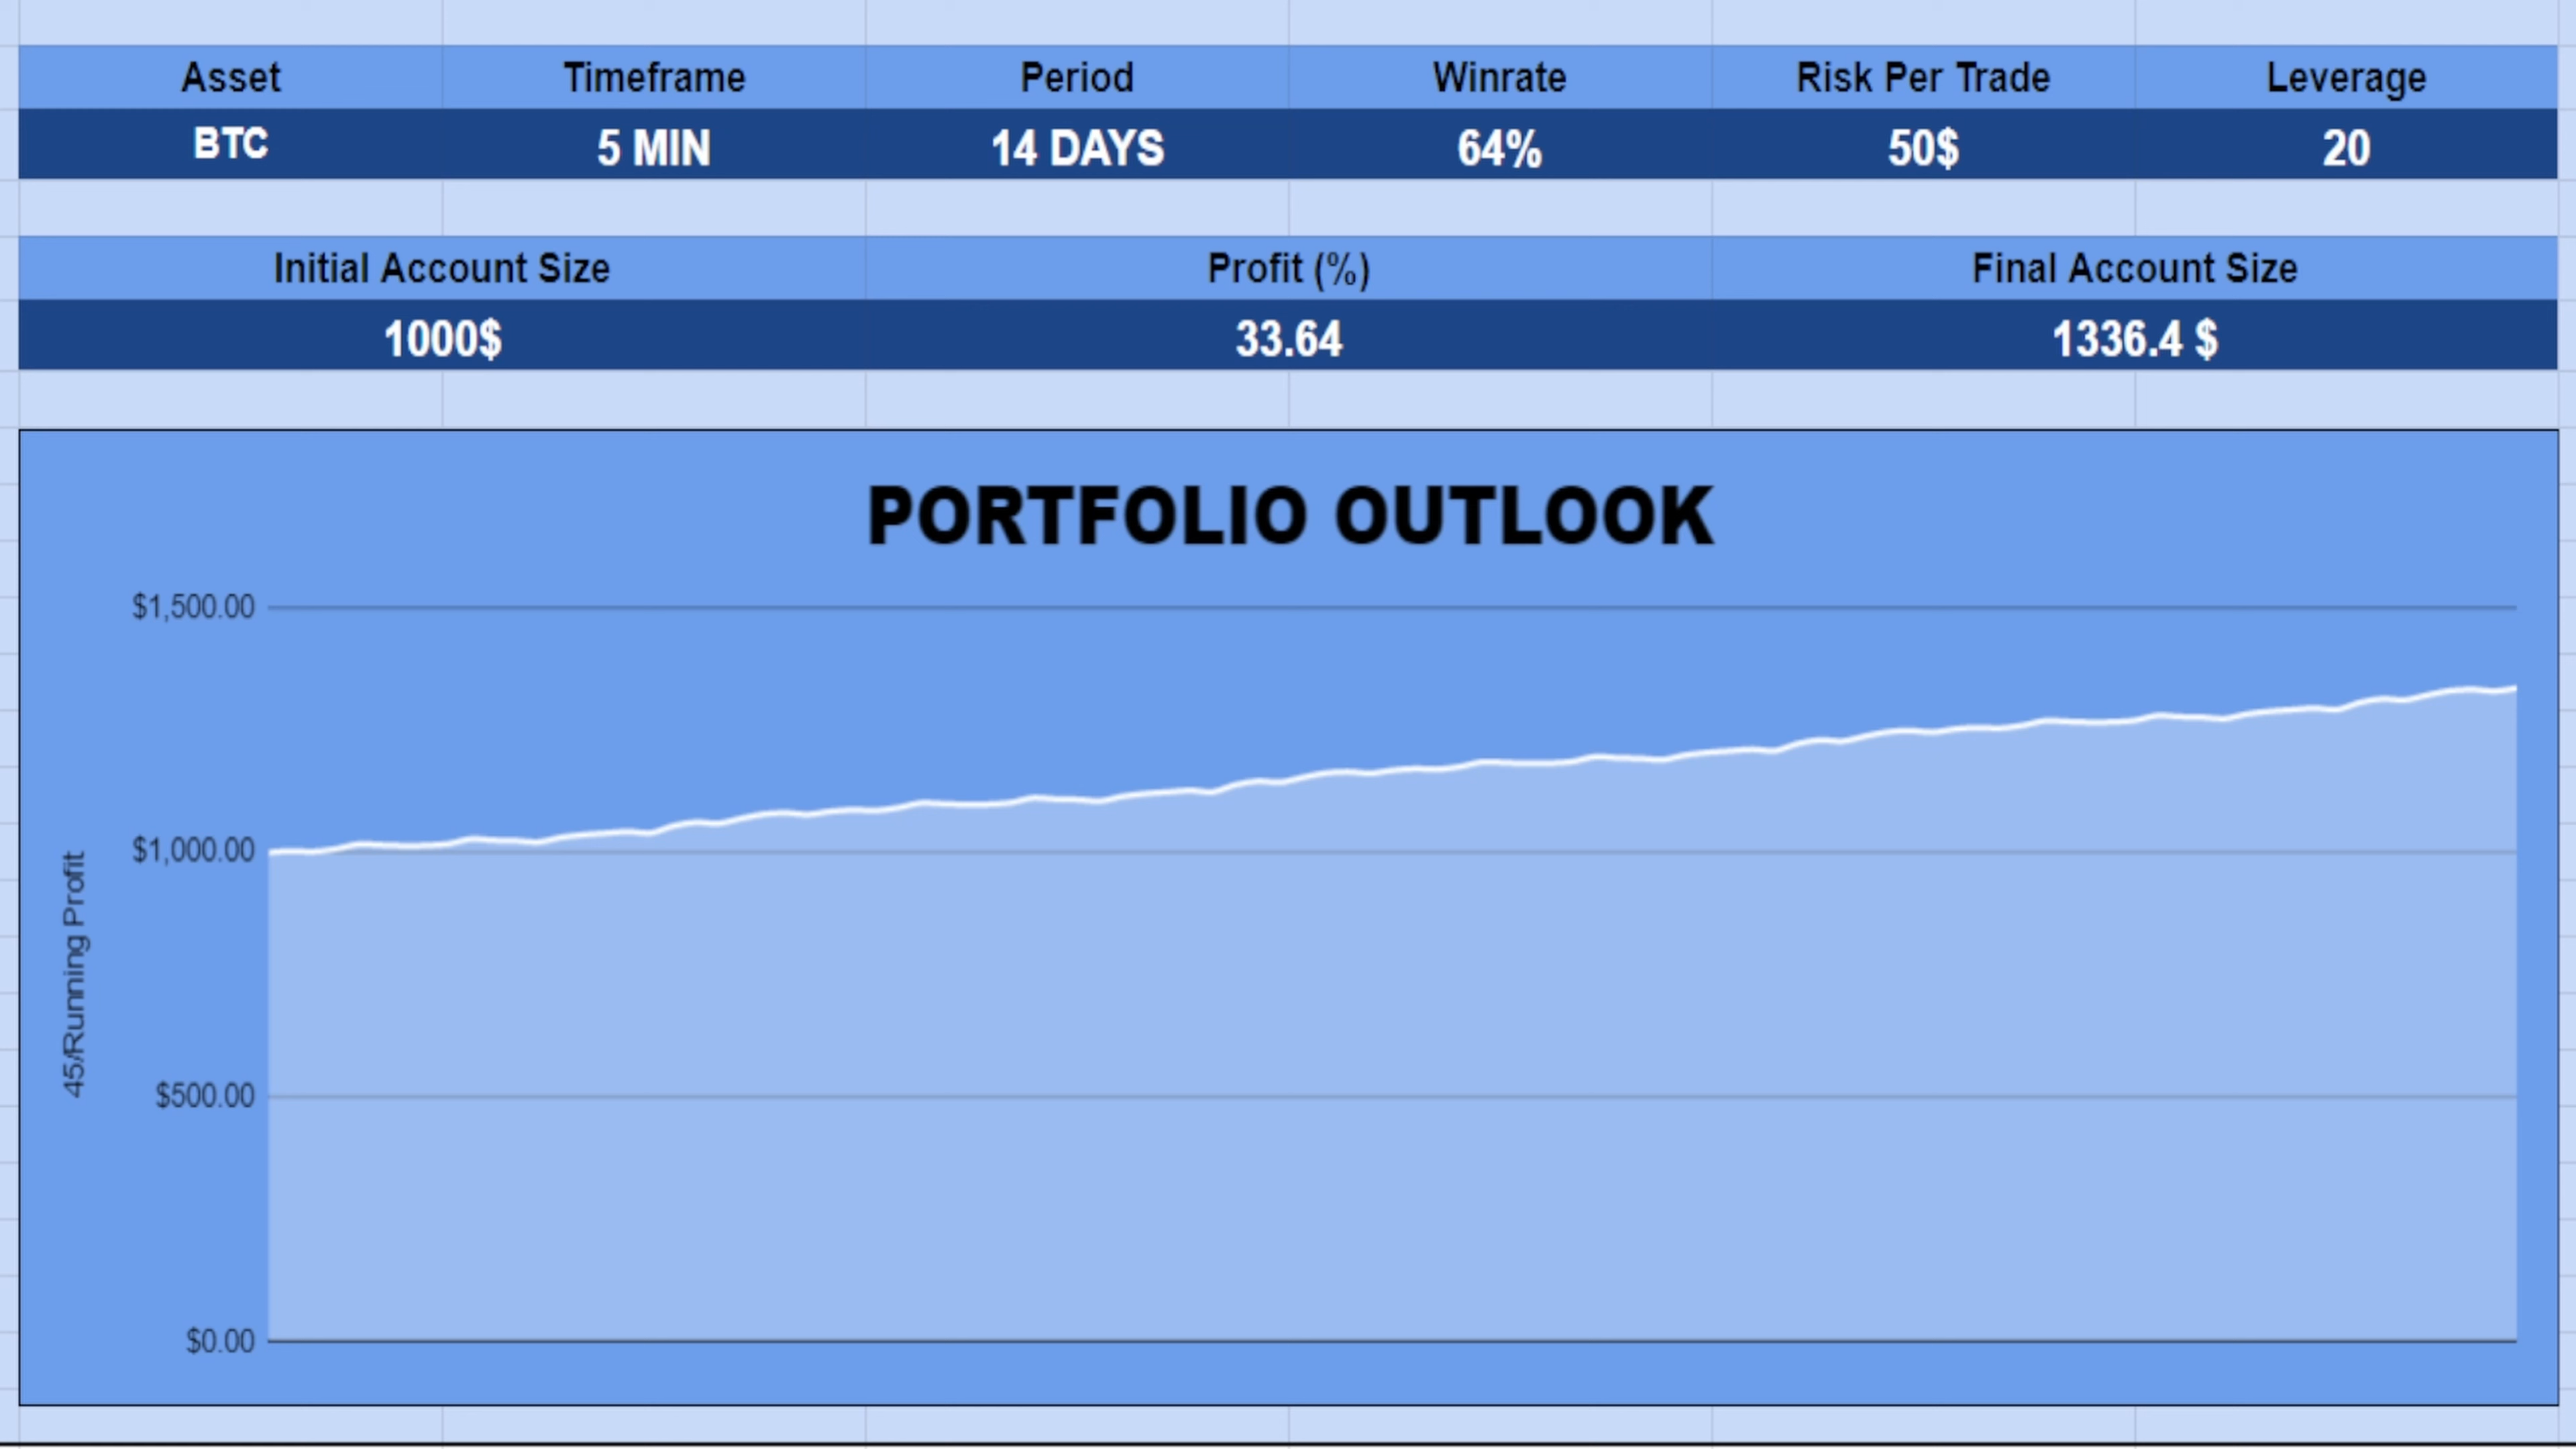 Asset Timeframe Period Winrate Risk Per Trade Leverage
BTC 5 MIN 14 DAYS 64% 50$ 20
Initial Account Size Profit (%) Final Account Size
1000$ 33.64 1336.4 $
PORTFOLIO OUTLOOK
$1,500.00
$1,000.00
$500.00
$0.00
45/Running Profit